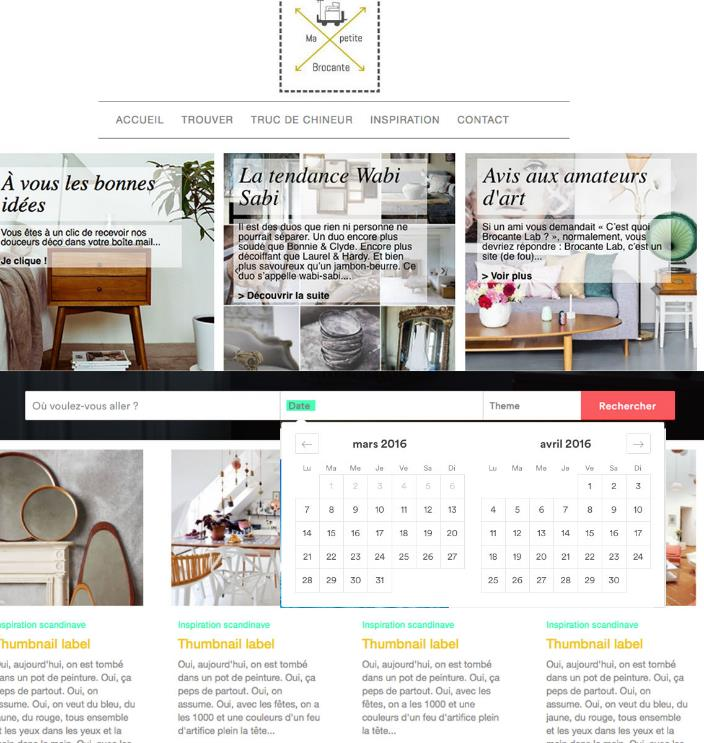 Ma petite
Brocante
ACCUEIL TROUVER TRUC DE CHINEUR INSPIRATION CONTACT
À vous les bonnes
idées
Vous êtes à un clic de recevoir nos
douceurs déco dans votre boîte mail...
Je clique !
La tendance Wabi
Sabi
Il est des duos que rien ni personne ne
pourrait séparer. Un duo encore plus
soudé que Bonnie & Clyde. Encore plus
décoiffant que Laurel & Hardy. Et bien
plus savoureux qu'un jambon-beurre. Ce
duo s'appelle wabi-sabi....
> Découvrir la suite
Avis aux amateurs
d'art
Si un ami vous demandait « C'est quoi
Brocante Lab ? », normalement, vous
devriez répondre : Brocante Lab, c'est un
site (de fou)...
> Voir plus
Où voulez-vous aller ? Date Theme Rechercher
mars 2016
Lu Ma Me Je Ve Sa Di
1 2 3 4 5 6
7 8 9 10 11 12 13
14 15 16 17 18 19 20
21 22 23 24 25 26 27
28 29 30 31
avril 2016
Lu Ma Me Je Ve Sa Di
1 2 3
4 5 6 7 8 9 10
11 12 13 14 15 16 17
18 19 20 21 22 23 24
25 26 27 28 29 30
nspiration scandinave
Thumbnail label
ui, aujourd'hui, on est tombé
ans un pot de peinture. Oui, ça
peps de partout. Oui, on
ssume. Oui, on veut du bleu, du
aune, du rouge, tous ensemble
t les yeux dans les yeux et la
Inspiration scandinave
Thumbnail label
Oui, aujourd'hui, on est tombé
dans un pot de peinture. Oui, ça
peps de partout. Oui, on
assume. Oui, avec les fêtes, on a
les 1000 et une couleurs d'un feu
d'artifice plein la tête...
Inspiration scandinave
Thumbnail label
Oui, aujourd'hui, on est tombé
dans un pot de peinture. Oui, ça
peps de partout. Oui, avec les
fêtes, on a les 1000 et une
couleurs d'un feu d'artifice plein
la tête...
Inspiration scandinave
Thumbnail label
Oui, aujourd'hui, on est tombé
dans un pot de peinture. Oui, ça
peps de partout. Oui, on
assume. Oui, on veut du bleu, du
jaune, du rouge, tous ensemble
et les yeux dans les yeux et la